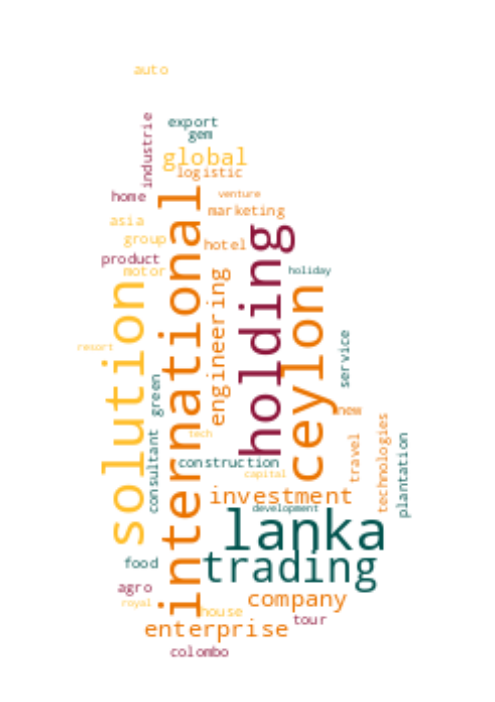 auto
export
gem
industrie
global
logistic
home
venture
international
marketing
asia
group
hotel
holding
product
motor
holiday
solution
engineering
ceylon
resort
service
green
new
consultant
tech
travel
technologies
plantation
construction
capital
investment
development
lanka
trading
food
agro
company
royal
house
tour
enterprise
colombo